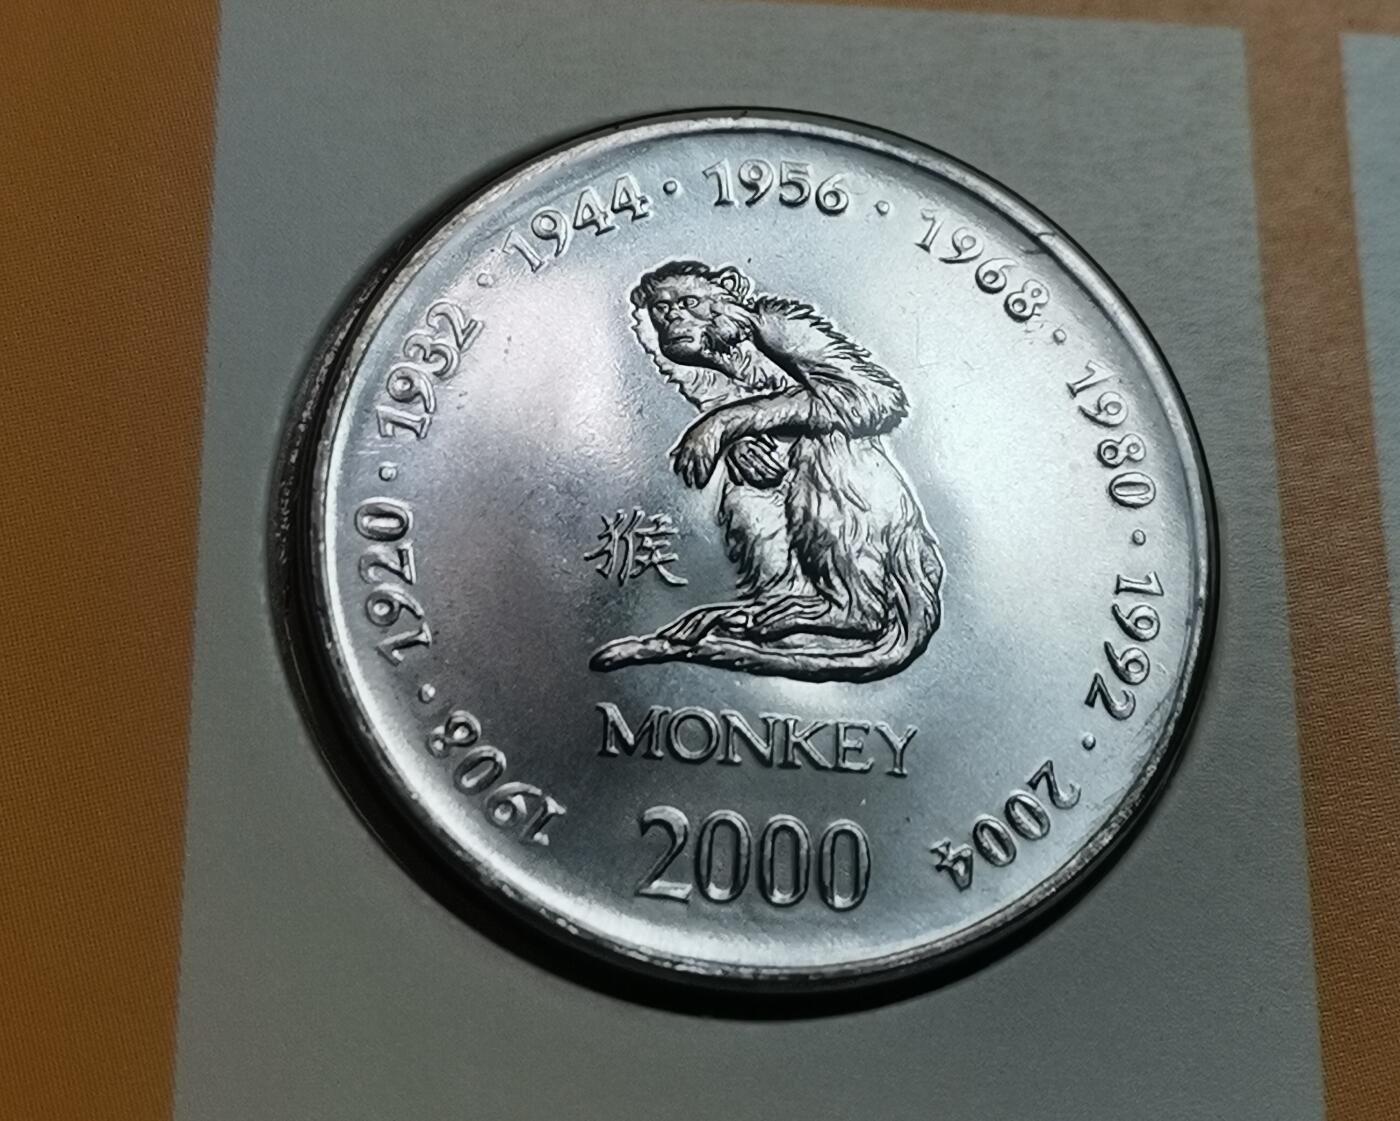 1908 · 1920 · 1932 · 1944 · 1956 · 1968 · 1980 · 1992 · 2004
猴
MONKEY
2000